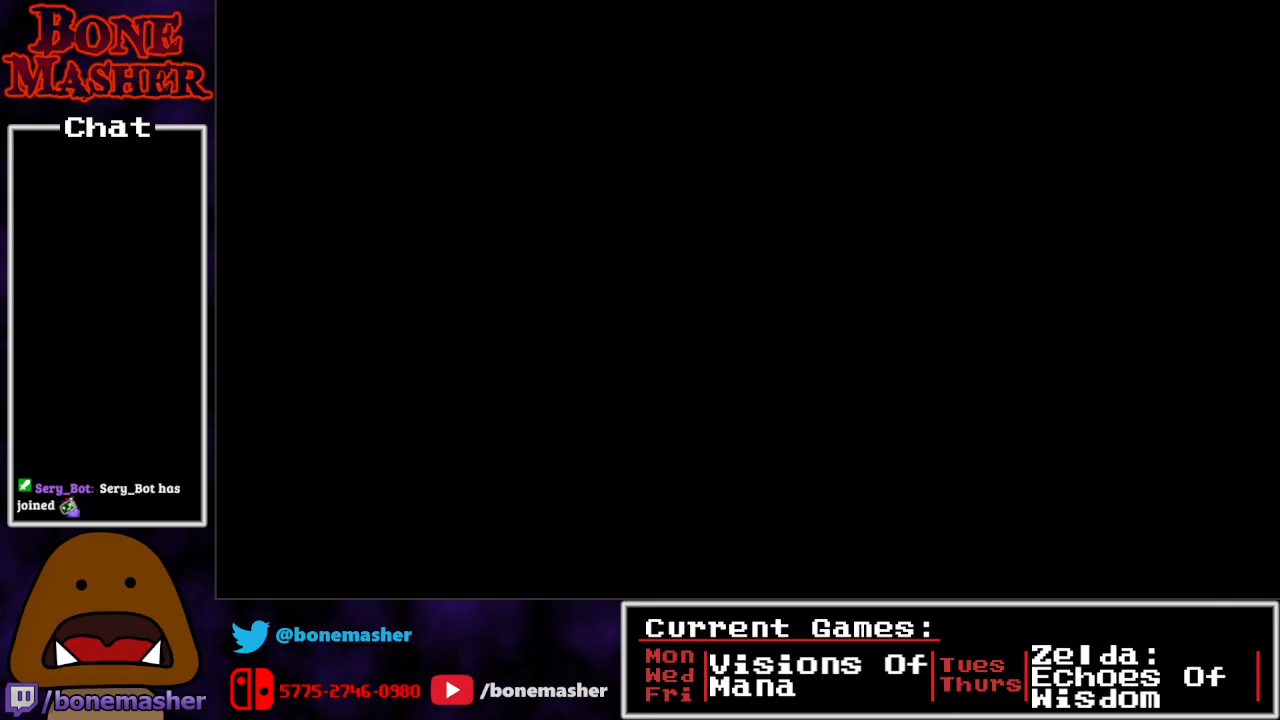 BONE
MASHER
Chat
Sery_Bot: Sery_Bot has
joined
/bonemasher
@bonemasher
5775-2746-0980
/bonemasher
Current Games:
Mon
Wed
Fri
Visions Of
Mana
Tues
Thurs
Zelda:
Echoes Of
Wisdom